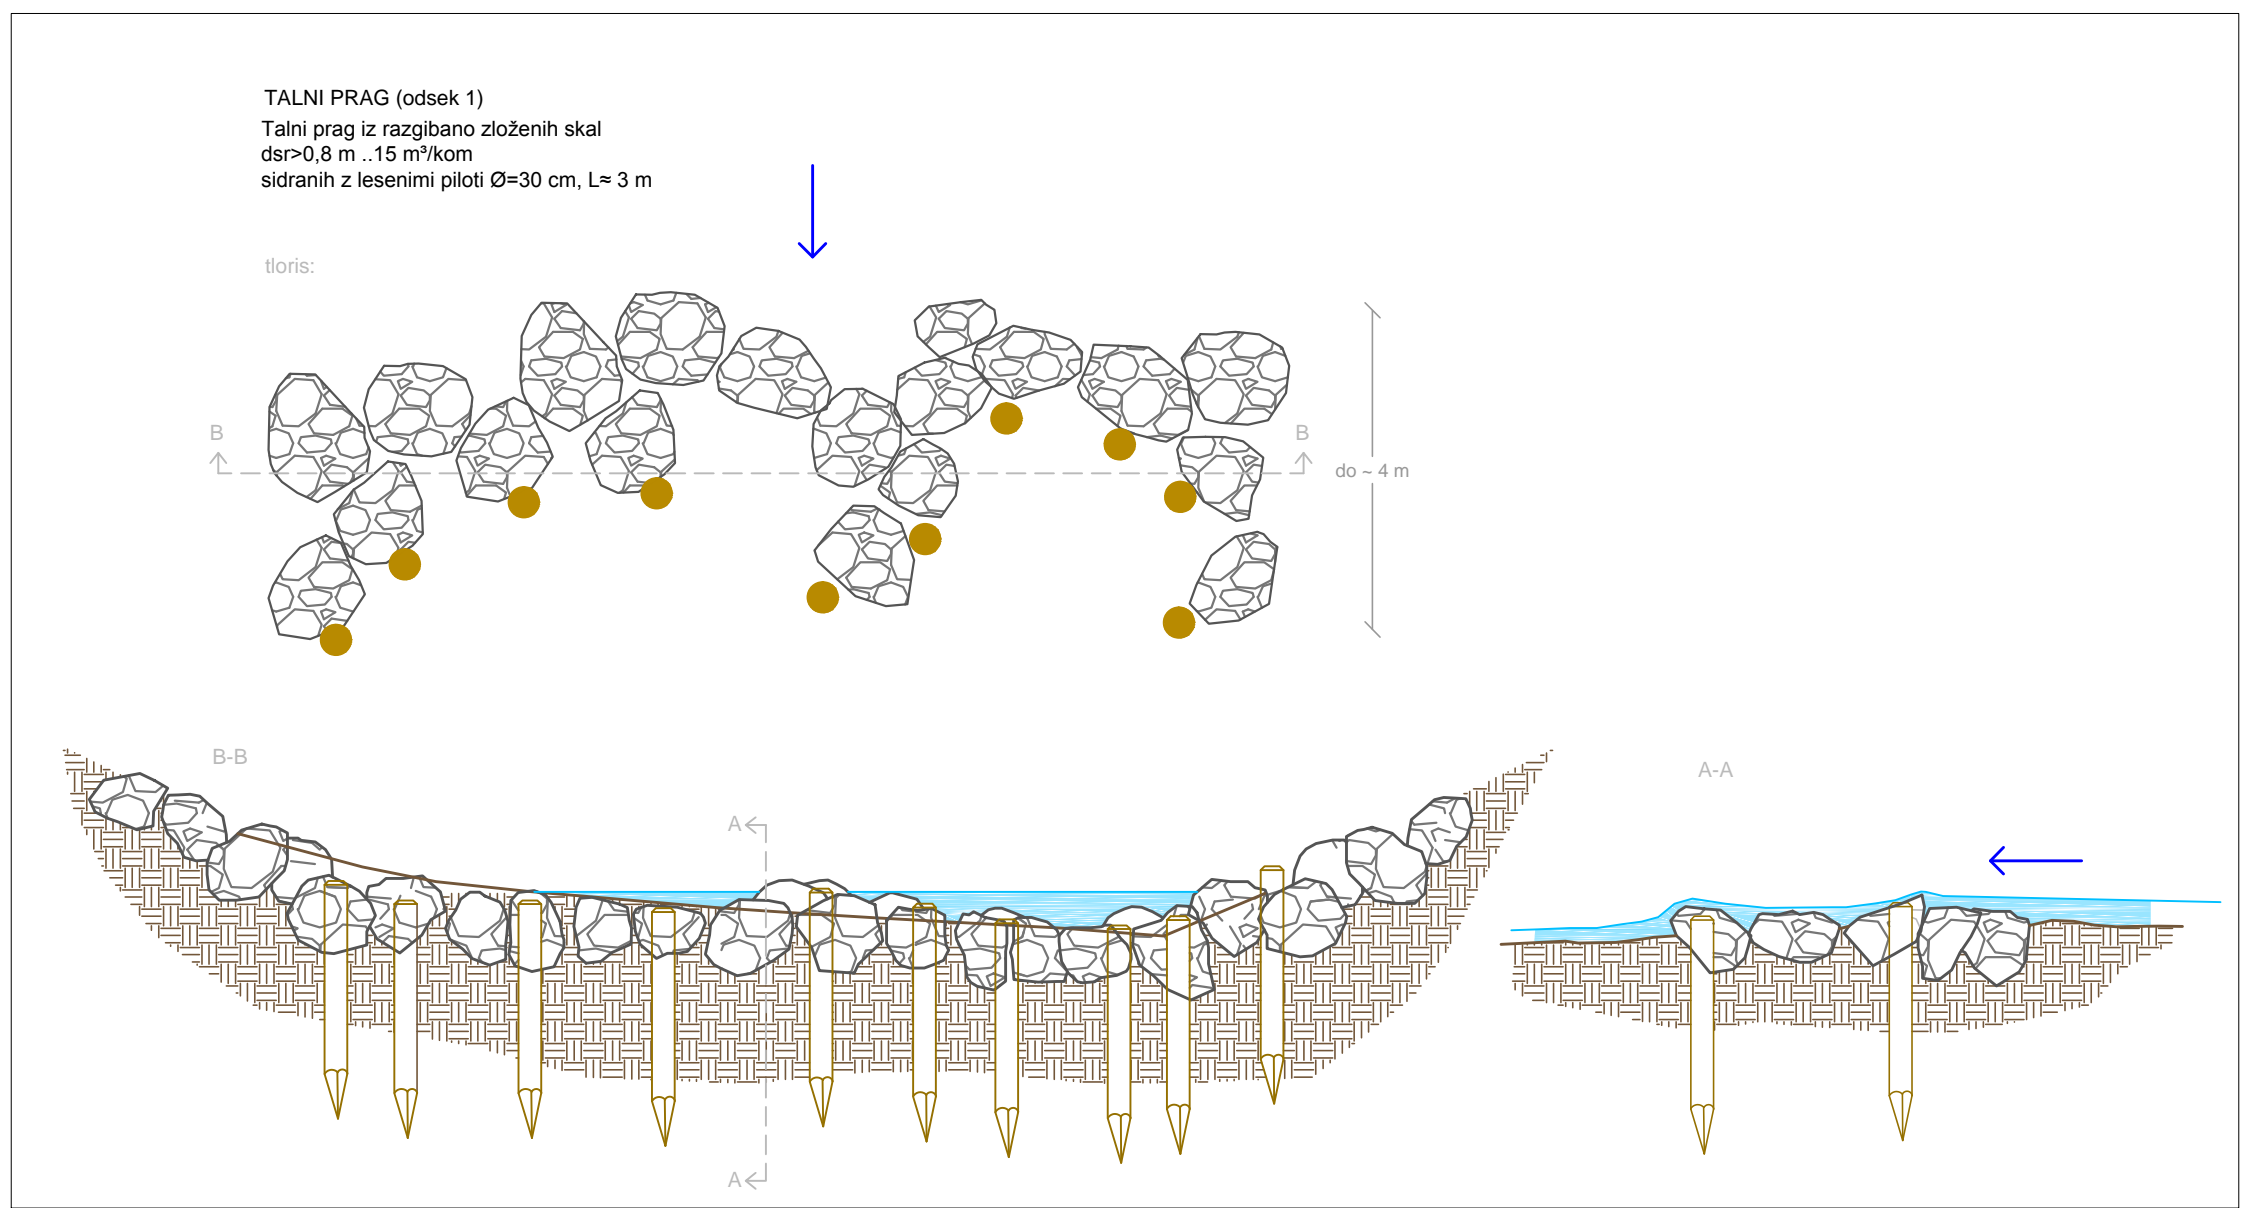 TALNI PRAG (odsek 1)
Talni prag iz razgibano zloženih skal
dsr>0,8 m ..15 m³/kom
sidranih z lesenimi piloti Ø=30 cm, L≈ 3 m
tloris:
B
B
do ~ 4 m
B-B
A-A
A
A